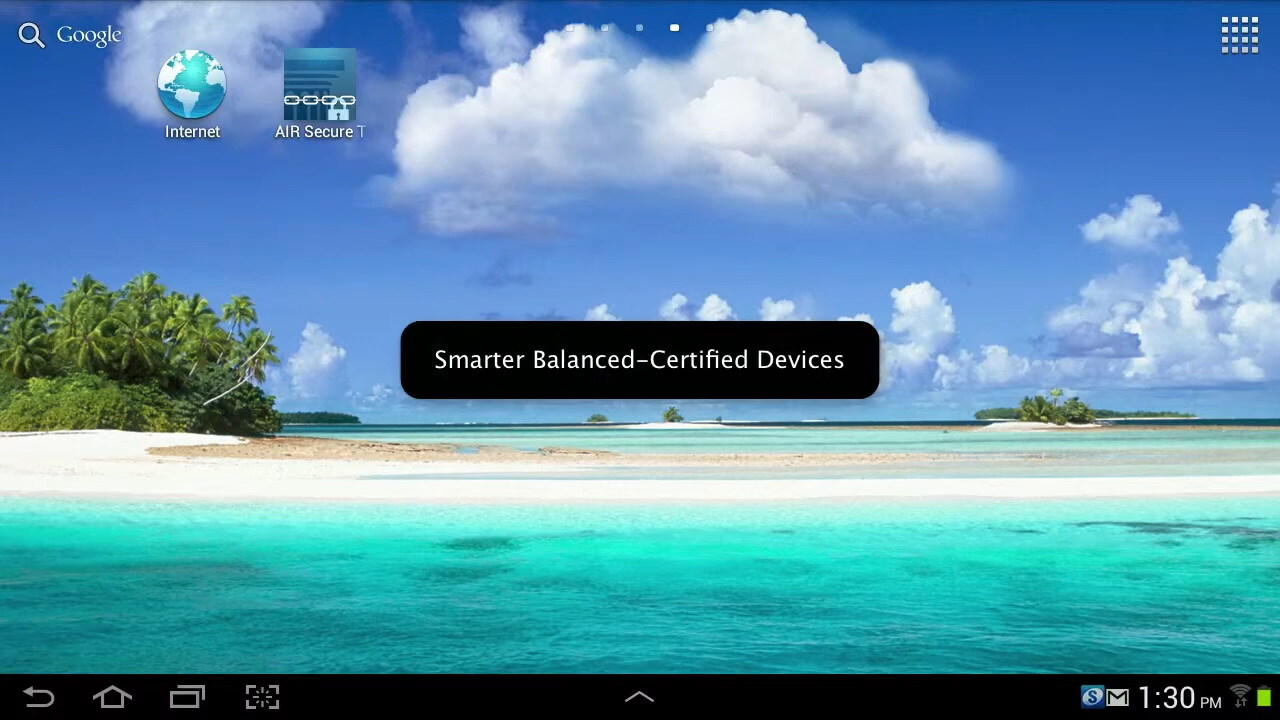 Google
Internet
AIR Secure T
Smarter Balanced-Certified Devices
1:30 PM